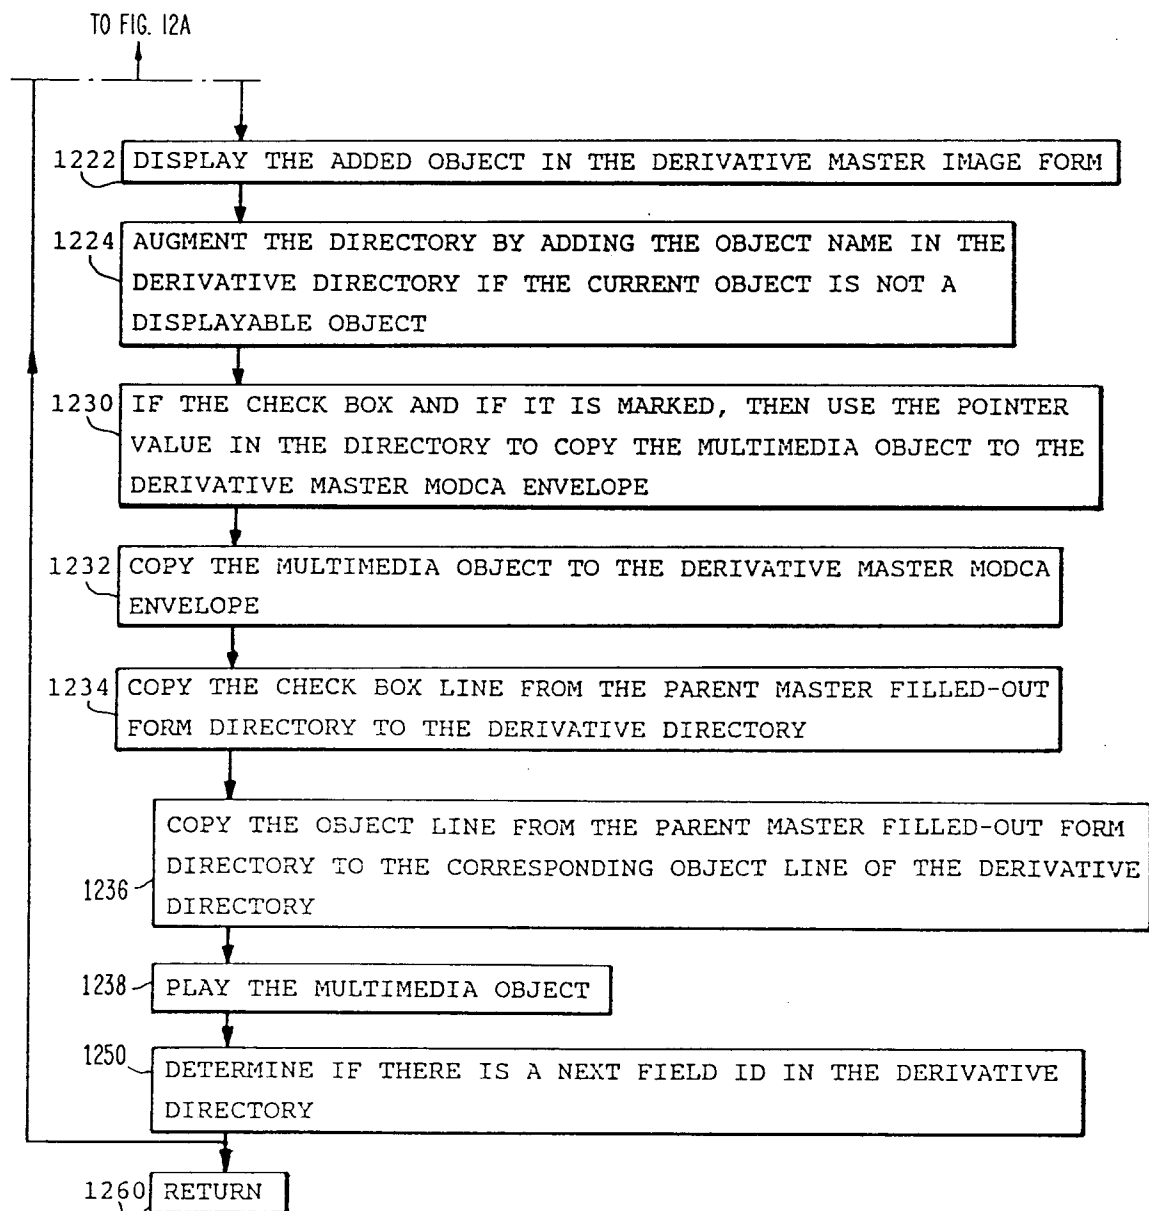 TO FIG. 12A
1222 DISPLAY THE ADDED OBJECT IN THE DERIVATIVE MASTER IMAGE FORM
1224 AUGMENT THE DIRECTORY BY ADDING THE OBJECT NAME IN THE
DERIVATIVE DIRECTORY IF THE CURRENT OBJECT IS NOT A
DISPLAYABLE OBJECT
1230 IF THE CHECK BOX AND IF IT IS MARKED, THEN USE THE POINTER
VALUE IN THE DIRECTORY TO COPY THE MULTIMEDIA OBJECT TO THE
DERIVATIVE MASTER MODCA ENVELOPE
1232 COPY THE MULTIMEDIA OBJECT TO THE DERIVATIVE MASTER MODCA
ENVELOPE
1234 COPY THE CHECK BOX LINE FROM THE PARENT MASTER FILLED-OUT
FORM DIRECTORY TO THE DERIVATIVE DIRECTORY
COPY THE OBJECT LINE FROM THE PARENT MASTER FILLED-OUT FORM
DIRECTORY TO THE CORRESPONDING OBJECT LINE OF THE DERIVATIVE
1236 DIRECTORY
1238 PLAY THE MULTIMEDIA OBJECT
1250 DETERMINE IF THERE IS A NEXT FIELD ID IN THE DERIVATIVE
DIRECTORY
1260 RETURN